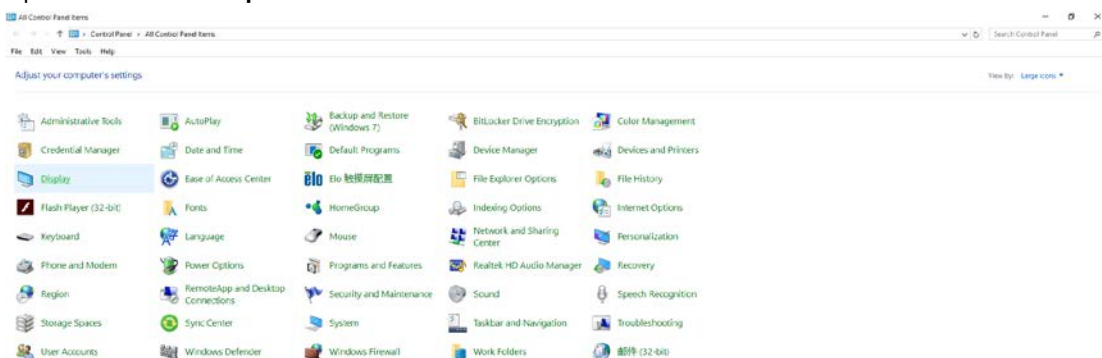 All Control Panel Items
Control Panel > All Control Panel Items
Search Control Panel
File Edit View Tools Help
Adjust your computer's settings
View by: Large icons
Administrative Tools
AutoPlay
Backup and Restore
(Windows 7)
BitLocker Drive Encryption
Color Management
Credential Manager
Date and Time
Default Programs
Device Manager
Devices and Printers
Display
Ease of Access Center
elo Elo 触摸屏配置
File Explorer Options
File History
Flash Player (32-bit)
Fonts
HomeGroup
Indexing Options
Internet Options
Keyboard
Language
Mouse
Network and Sharing
Center
Personalization
Phone and Modem
Power Options
Programs and Features
Realtek HD Audio Manager
Recovery
Region
RemoteApp and Desktop
Connections
Security and Maintenance
Sound
Speech Recognition
Storage Spaces
Sync Center
System
Taskbar and Navigation
Troubleshooting
User Accounts
Windows Defender
Windows Firewall
Work Folders
邮件 (32-bit)